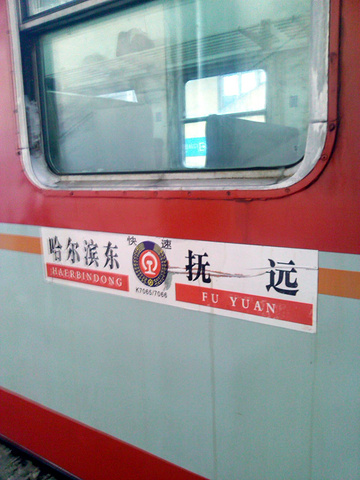 哈尔滨东
HAERBINDONG
快 速
K7065/7066
抚 远
FU YUAN